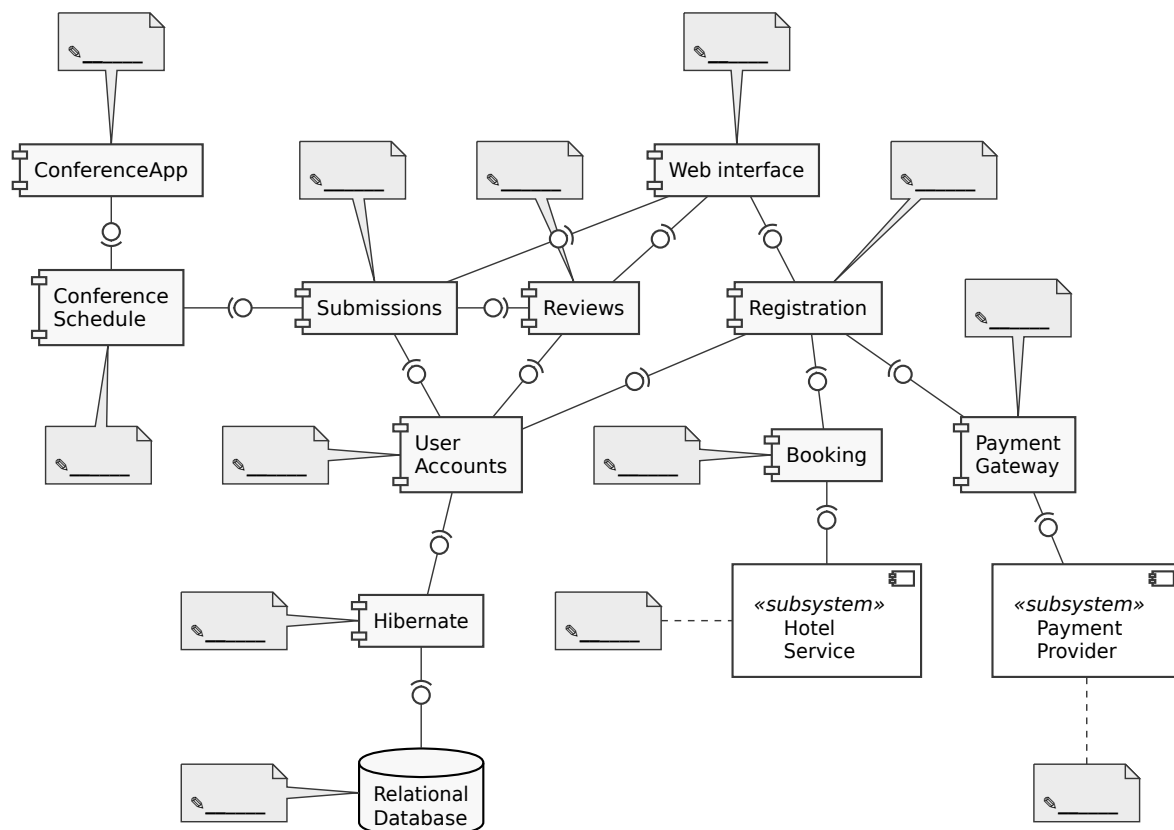 ConferenceApp
Web interface
Conference
Schedule
Submissions
Reviews
Registration
User
Accounts
Booking
Payment
Gateway
Hibernate
«subsystem»
Hotel
Service
«subsystem»
Payment
Provider
Relational
Database